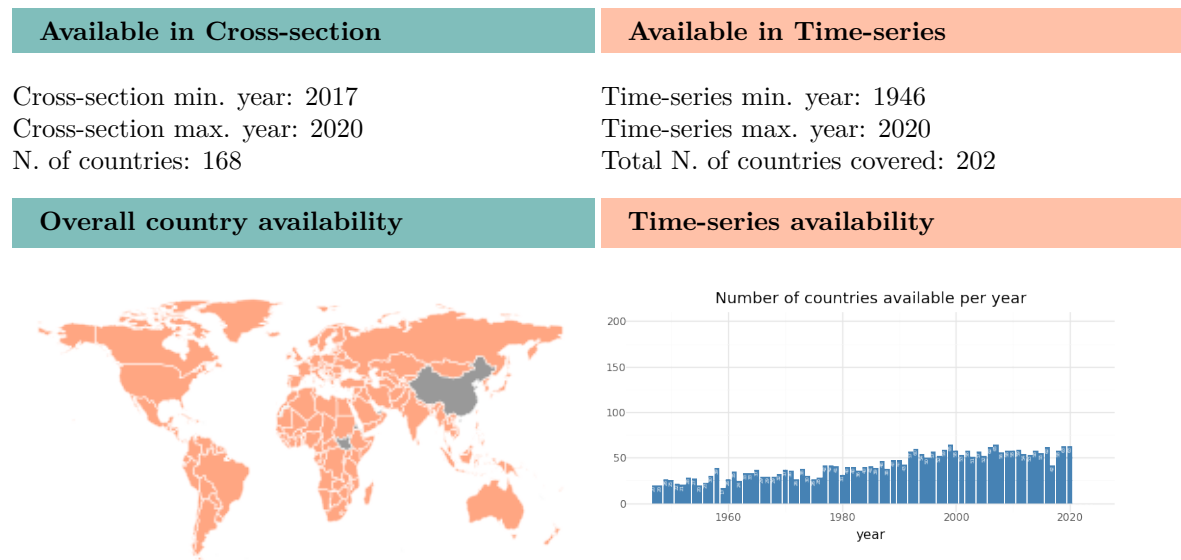 Available in Cross-section
Available in Time-series
Cross-section min. year: 2017
Cross-section max. year: 2020
N. of countries: 168
Time-series min. year: 1946
Time-series max. year: 2020
Total N. of countries covered: 202
Overall country availability
Time-series availability
Number of countries available per year
200
150
100
50
0
1960 1980 2000 2020
year